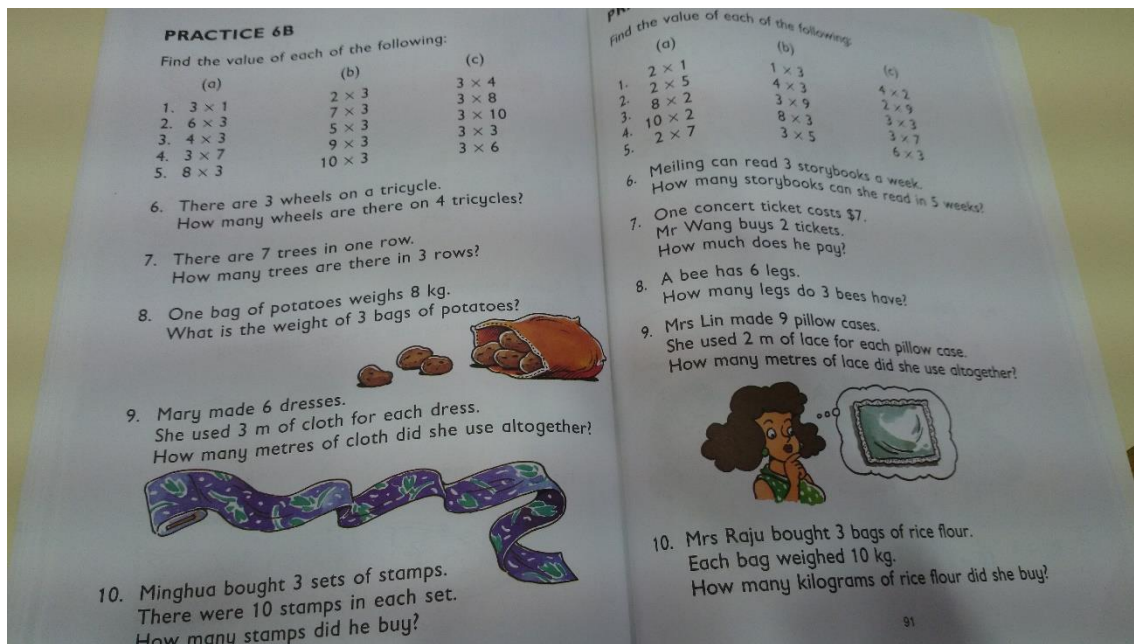 PRACTICE 6B
Find the value of each of the following:
(a) (b) (c)
1. 3 × 1 2 × 3 3 × 4
2. 6 × 3 7 × 3 3 × 8
3. 4 × 3 5 × 3 3 × 10
4. 3 × 7 9 × 3 3 × 3
5. 8 × 3 10 × 3 3 × 6
6. There are 3 wheels on a tricycle.
How many wheels are there on 4 tricycles?
7. There are 7 trees in one row.
How many trees are there in 3 rows?
8. One bag of potatoes weighs 8 kg.
What is the weight of 3 bags of potatoes?
9. Mary made 6 dresses.
She used 3 m of cloth for each dress.
How many metres of cloth did she use altogether?
10. Minghua bought 3 sets of stamps.
There were 10 stamps in each set.
How many stamps did he buy?
Find the value of each of the following:
(a) (b) (c)
1. 2 × 1 1 × 3 4 × 2
2. 2 × 5 4 × 3 2 × 9
3. 8 × 2 3 × 9 3 × 3
4. 10 × 2 8 × 3 3 × 7
5. 2 × 7 3 × 5 6 × 3
6. Meiling can read 3 storybooks a week.
How many storybooks can she read in 5 weeks?
7. One concert ticket costs $7.
Mr Wang buys 2 tickets.
How much does he pay?
8. A bee has 6 legs.
How many legs do 3 bees have?
9. Mrs Lin made 9 pillow cases.
She used 2 m of lace for each pillow case.
How many metres of lace did she use altogether?
10. Mrs Raju bought 3 bags of rice flour.
Each bag weighed 10 kg.
How many kilograms of rice flour did she buy?
91